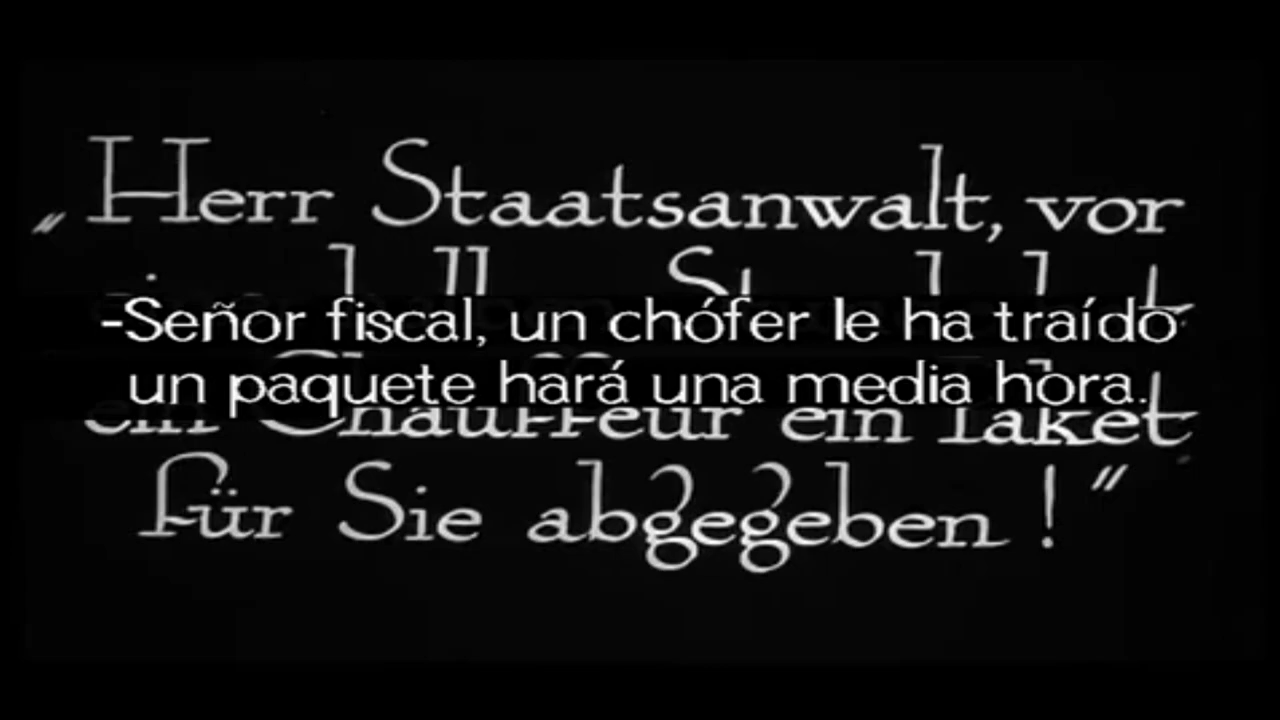 „Herr Staatsanwalt, vor
-Señor fiscal, un chófer le ha traído
un paquete hará una media hora.
ein Chauffeur ein Paket
für Sie abgegeben!"